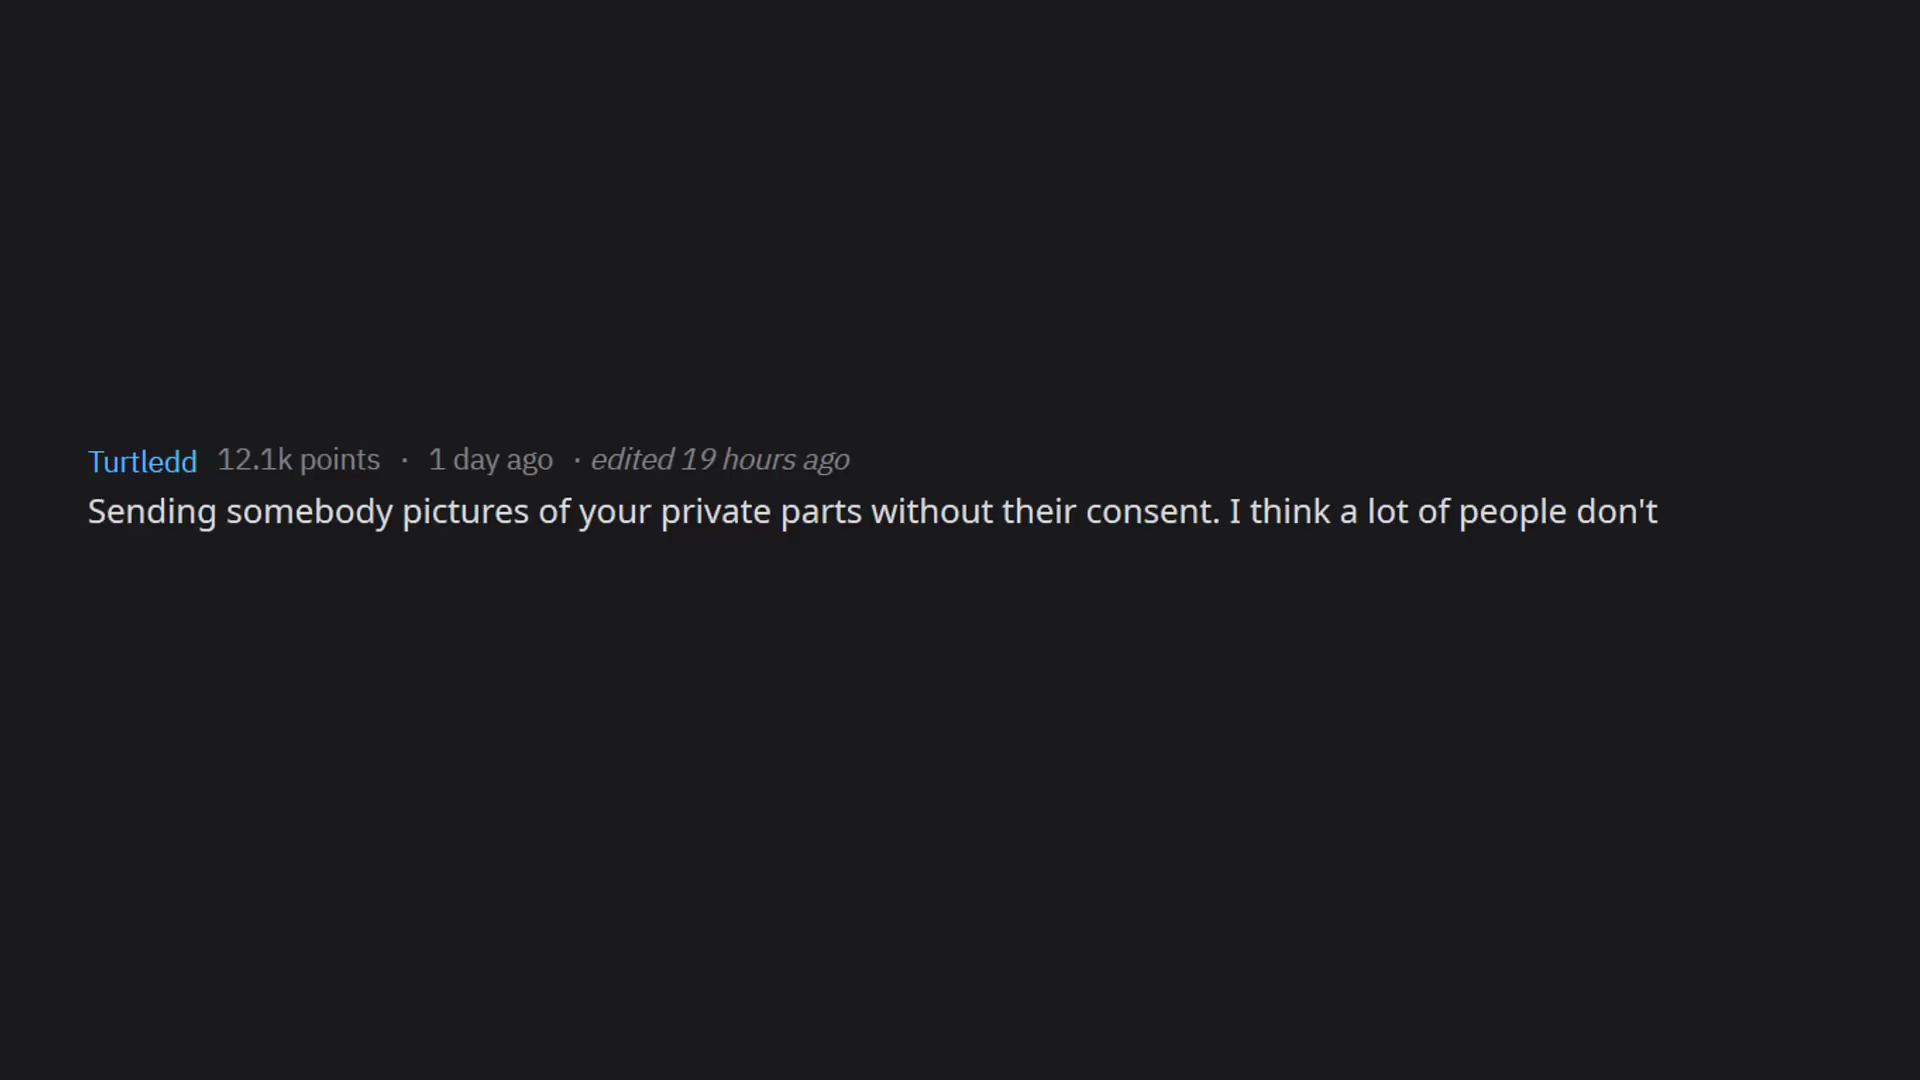 Turtledd 12.1k points · 1 day ago · edited 19 hours ago
Sending somebody pictures of your private parts without their consent. I think a lot of people don't